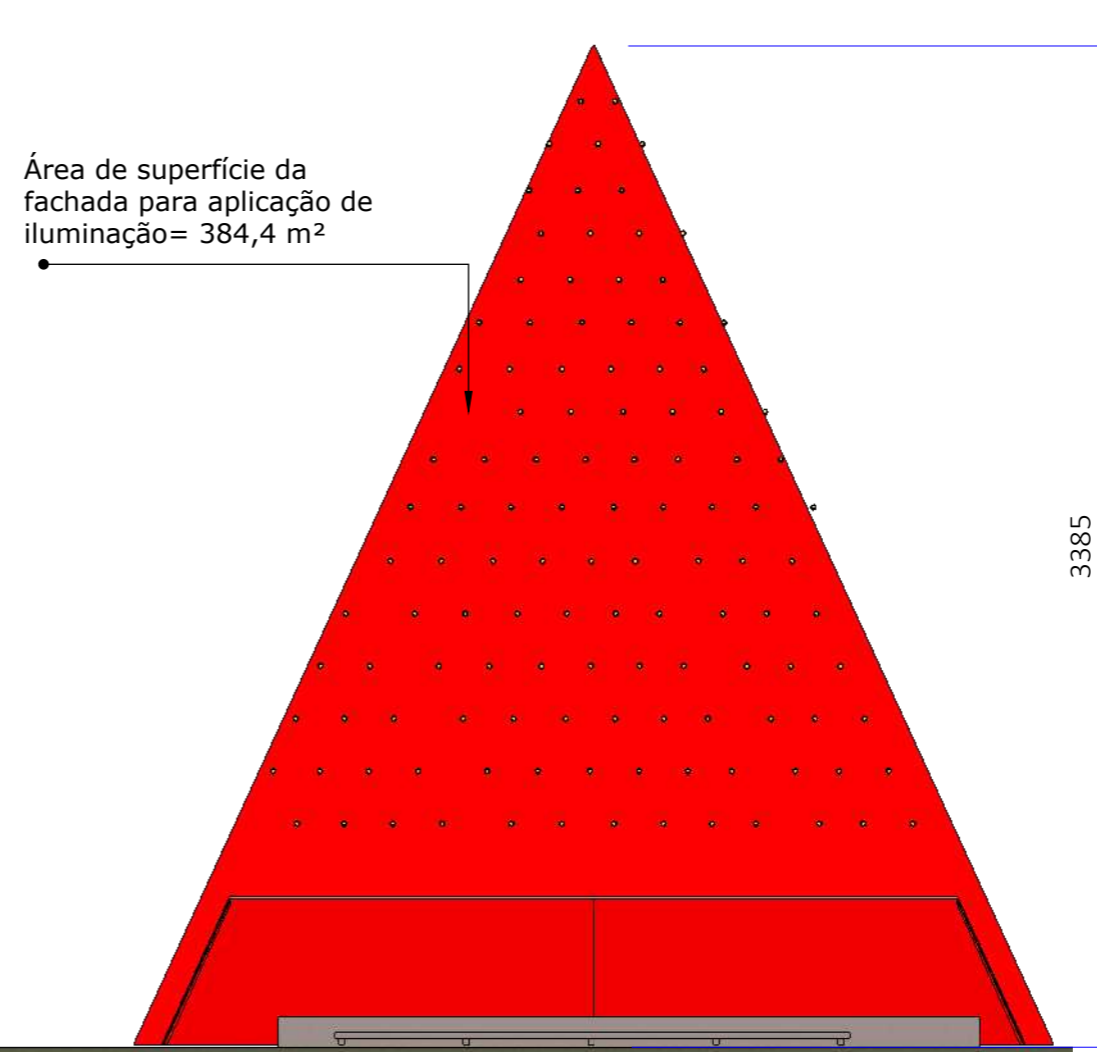 Área de superfície da
fachada para aplicação de
iluminação= 384,4 m²
3385